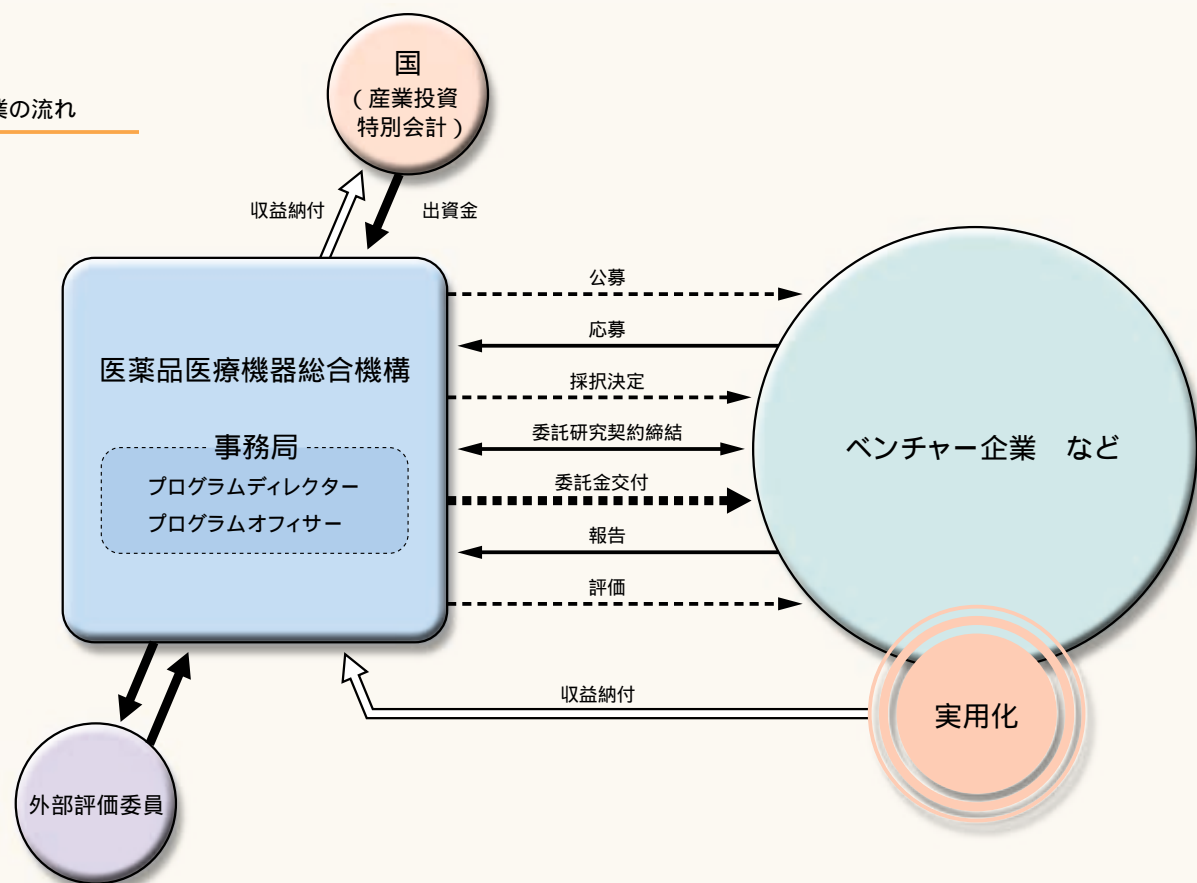 業の流れ
国
（産業投資
特別会計）
収益納付
出資金
医薬品医療機器総合機構
事務局
プログラムディレクター
プログラムオフィサー
公募
応募
採択決定
委託研究契約締結
委託金交付
報告
評価
ベンチャー企業　など
収益納付
実用化
外部評価委員